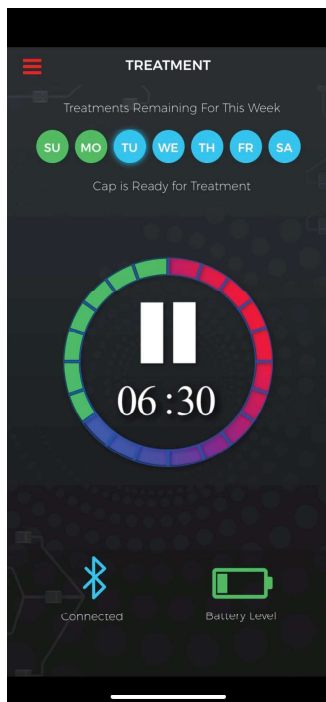 TREATMENT
Treatments Remaining For This Week
SU MO TU WE TH FR SA
Cap is Ready for Treatment
06:30
Connected
Battery Level